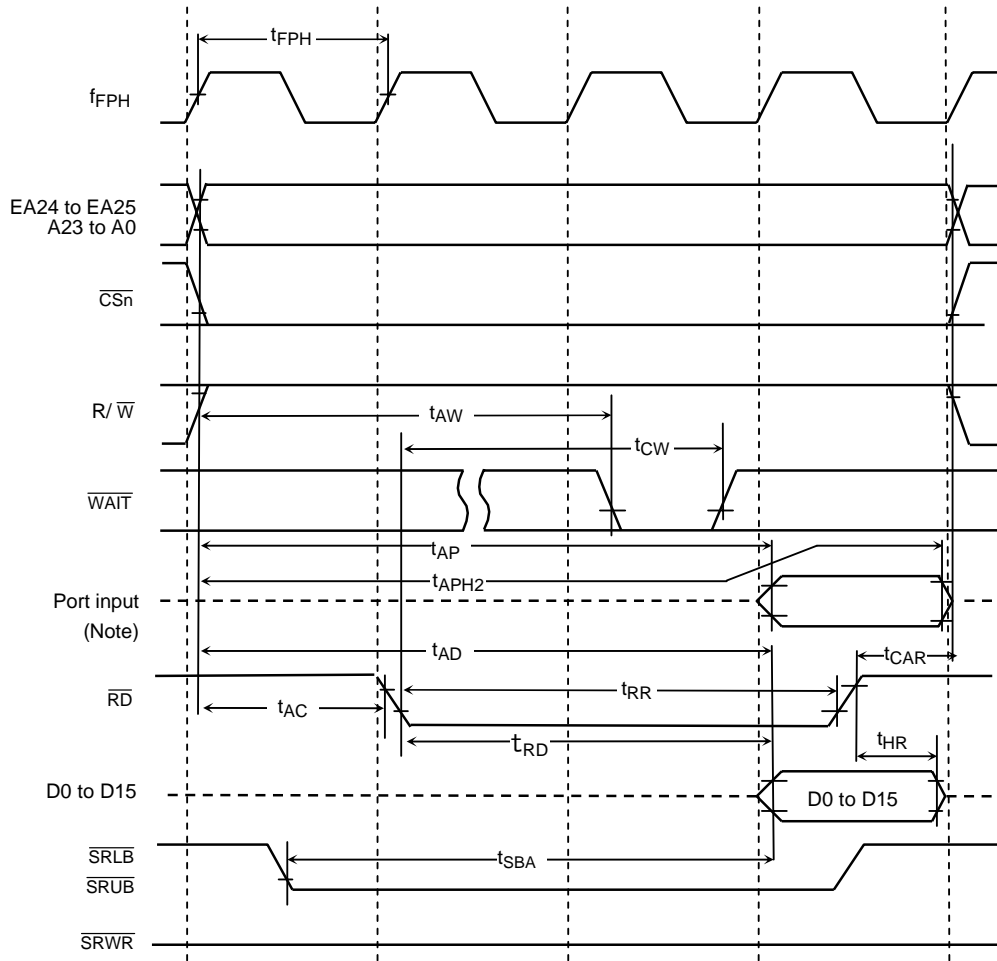 tFPH
fFPH
EA24 to EA25
A23 to A0
CSn
R/ W
tAW
tCW
WAIT
tAP
tAPH2
Port input
(Note)
tAD
tCAR
RD
tRR
tAC
tRD
tHR
D0 to D15
D0 to D15
SRLB
tSBA
SRUB
SRWR